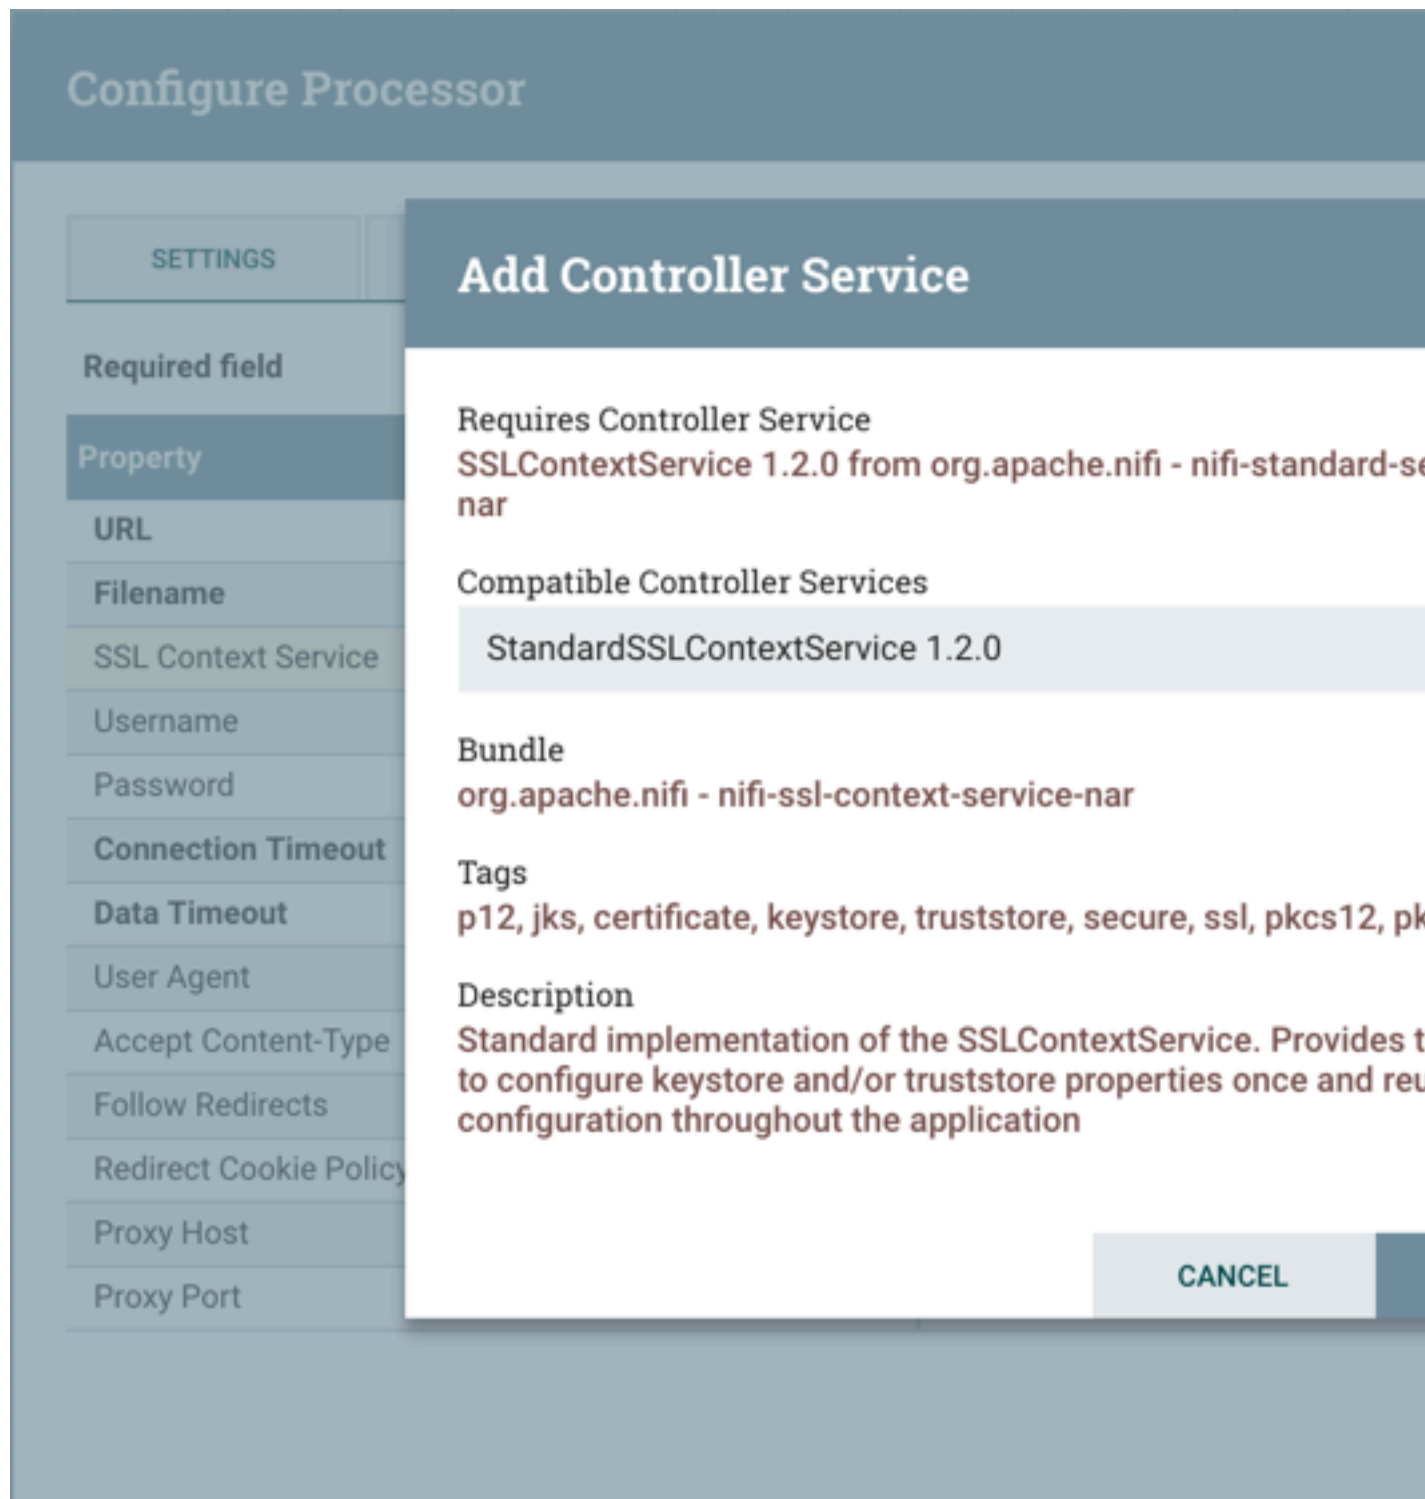 Configure Processor
SETTINGS
Required field
Property
URL
Filename
SSL Context Service
Username
Password
Connection Timeout
Data Timeout
User Agent
Accept Content-Type
Follow Redirects
Redirect Cookie Policy
Proxy Host
Proxy Port
Add Controller Service
Requires Controller Service
SSLContextService 1.2.0 from org.apache.nifi - nifi-standard-
nar
Compatible Controller Services
StandardSSLContextService 1.2.0
Bundle
org.apache.nifi - nifi-ssl-context-service-nar
Tags
p12, jks, certificate, keystore, truststore, secure, ssl, pkcs12,
Description
Standard implementation of the SSLContextService. Provides
to configure keystore and/or truststore properties once and
configuration throughout the application
CANCEL